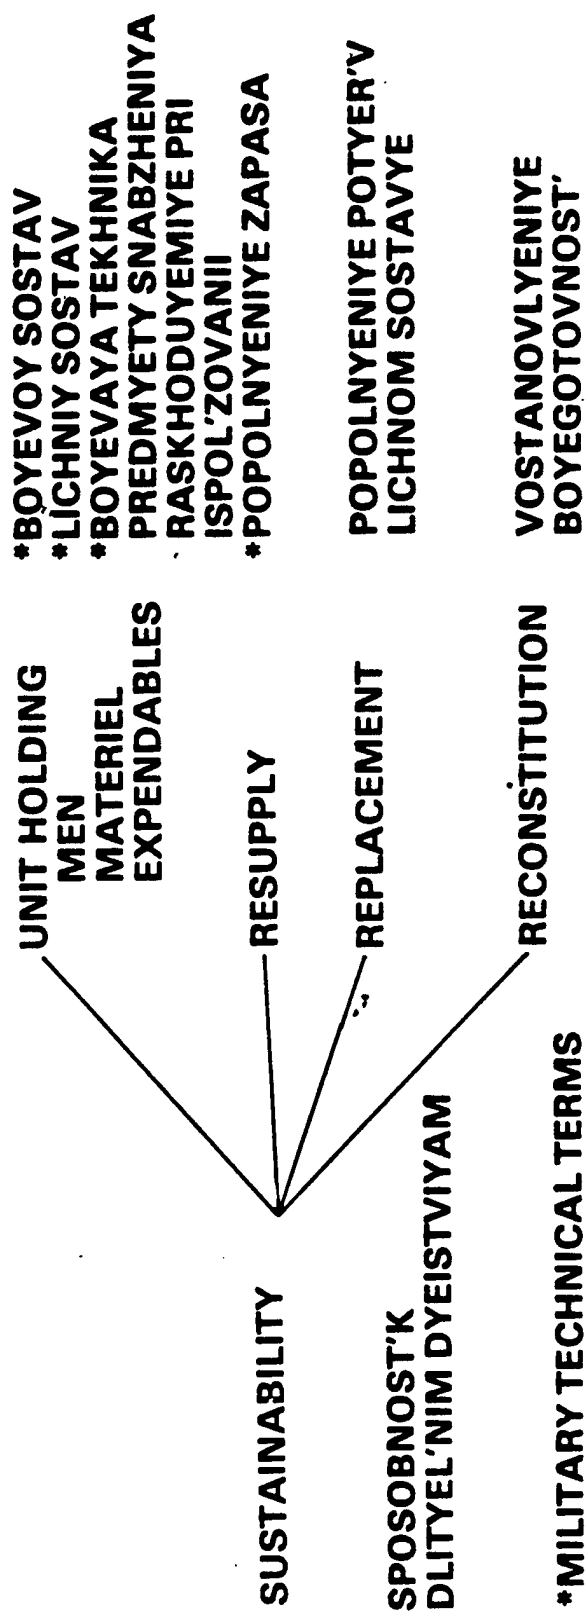 SUSTAINABILITY
SPOSOBNOST'K
DLITYEL'NIM DYEISTVIYAM
UNIT HOLDING
MEN
MATERIEL
EXPENDABLES
RESUPPLY
REPLACEMENT
RECONSTITUTION
*BOYEVOY SOSTAV
*LICHNIY SOSTAV
*BOYEVAYA TEKHNIKA
PREDMYETY SNABZHENIYA
RASKHODUYEMIYE PRI
ISPOL'ZOVANII
*POPOLNYENIYE ZAPASA
POPOLNYENIYE POTYER'V
LICHNOM SOSTAVYE
VOSTANOVLYENIYE
BOYEGOTOVNOST'
*MILITARY TECHNICAL TERMS